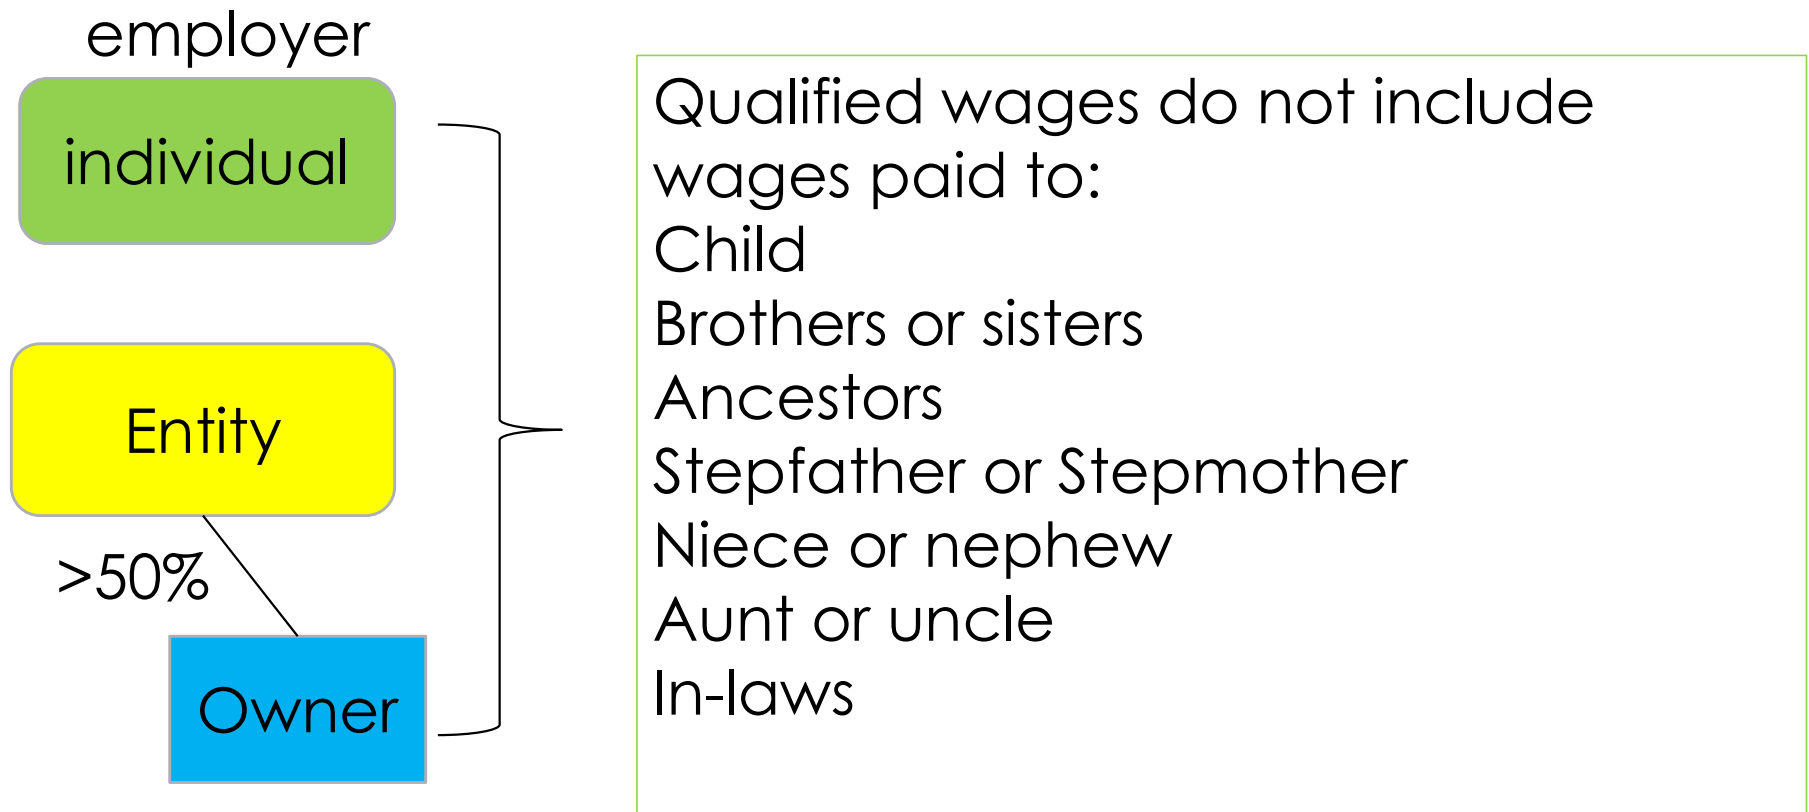 employer
individual
Entity
>50%
Owner
Qualified wages do not include
wages paid to:
Child
Brothers or sisters
Ancestors
Stepfather or Stepmother
Niece or nephew
Aunt or uncle
In-laws